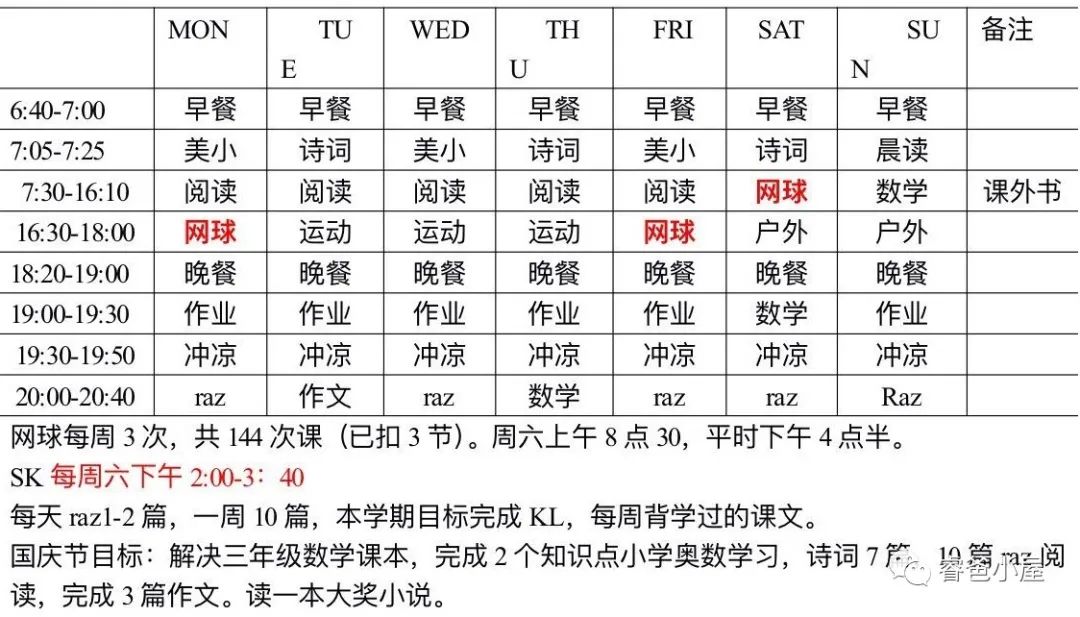 MON TUE WED THU FRI SAT SUN 备注
6:40-7:00 早餐 早餐 早餐 早餐 早餐 早餐 早餐
7:05-7:25 美小 诗词 美小 诗词 美小 诗词 晨读
7:30-16:10 阅读 阅读 阅读 阅读 阅读 网球 数学 课外书
16:30-18:00 网球 运动 运动 运动 网球 户外 户外
18:20-19:00 晚餐 晚餐 晚餐 晚餐 晚餐 晚餐 晚餐
19:00-19:30 作业 作业 作业 作业 作业 数学 作业
19:30-19:50 冲凉 冲凉 冲凉 冲凉 冲凉 冲凉 冲凉
20:00-20:40 raz 作文 raz 数学 raz raz Raz
网球每周 3 次，共 144 次课（已扣 3 节）。周六上午 8 点 30，平时下午 4 点半。
SK 每周六下午 2:00-3：40
每天 raz1-2 篇，一周 10 篇，本学期目标完成 KL，每周背学过的课文。
国庆节目标：解决三年级数学课本，完成 2 个知识点小学奥数学习，诗词 7 篇，10 篇 raz 阅
读，完成 3 篇作文。读一本大奖小说。
睿爸小屋